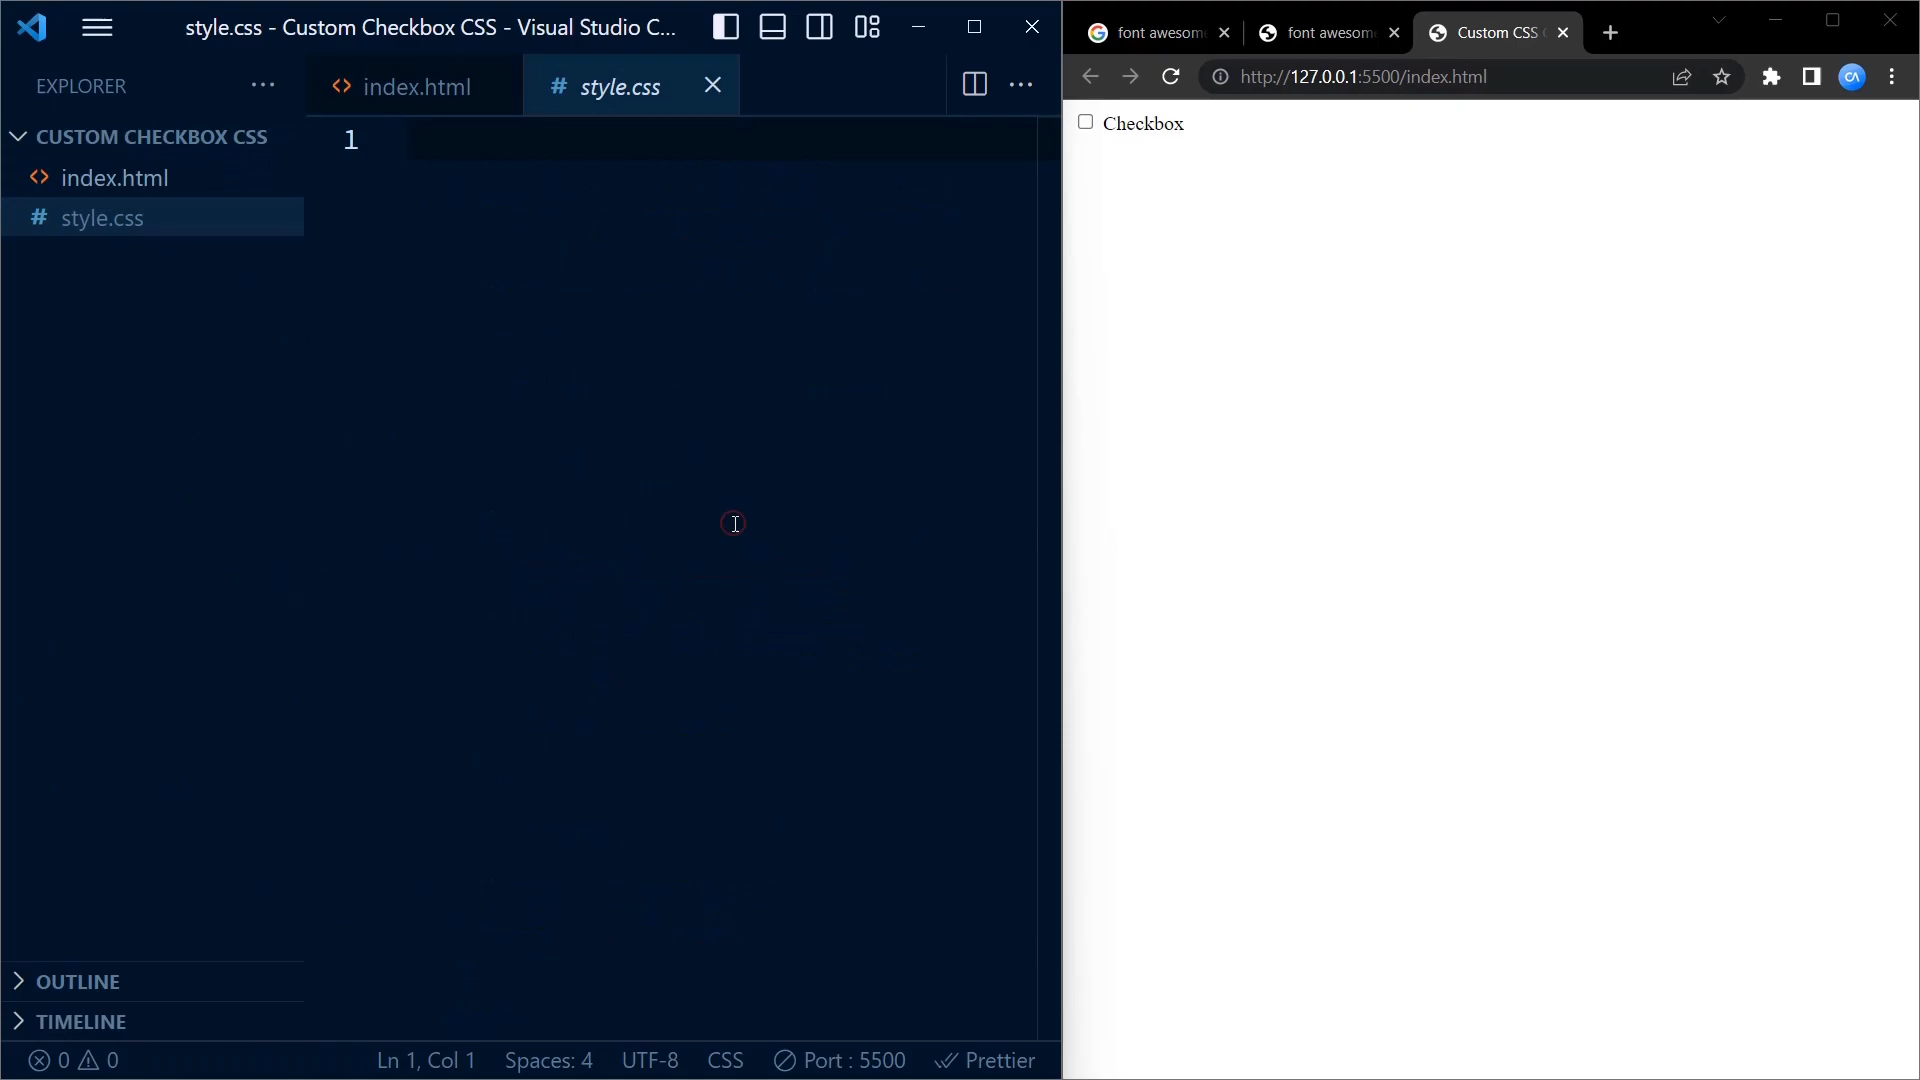 style.css - Custom Checkbox CSS - Visual Studio C...
EXPLORER
CUSTOM CHECKBOX CSS
<> index.html
# style.css
<> index.html
# style.css
1
OUTLINE
TIMELINE
0 0
Ln 1, Col 1
Spaces: 4
UTF-8
CSS
Port : 5500
Prettier
font awesom
font awesom
Custom CSS
http://127.0.0.1:5500/index.html
CA
Checkbox